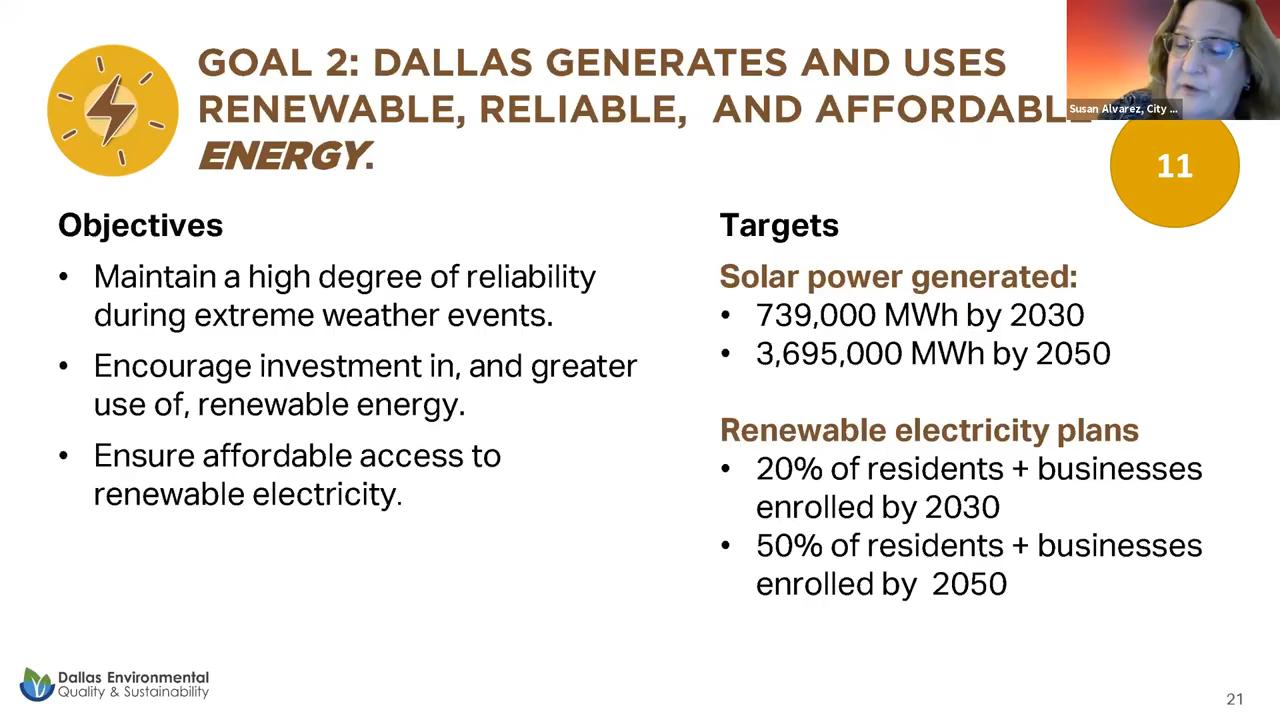 GOAL 2: DALLAS GENERATES AND USES
RENEWABLE, RELIABLE, AND AFFORDABLE
ENERGY.
Susan Alvarez, City ...
11
Objectives
• Maintain a high degree of reliability
during extreme weather events.
• Encourage investment in, and greater
use of, renewable energy.
• Ensure affordable access to
renewable electricity.
Targets
Solar power generated:
• 739,000 MWh by 2030
• 3,695,000 MWh by 2050
Renewable electricity plans
• 20% of residents + businesses
enrolled by 2030
• 50% of residents + businesses
enrolled by 2050
Dallas Environmental
Quality & Sustainability
21